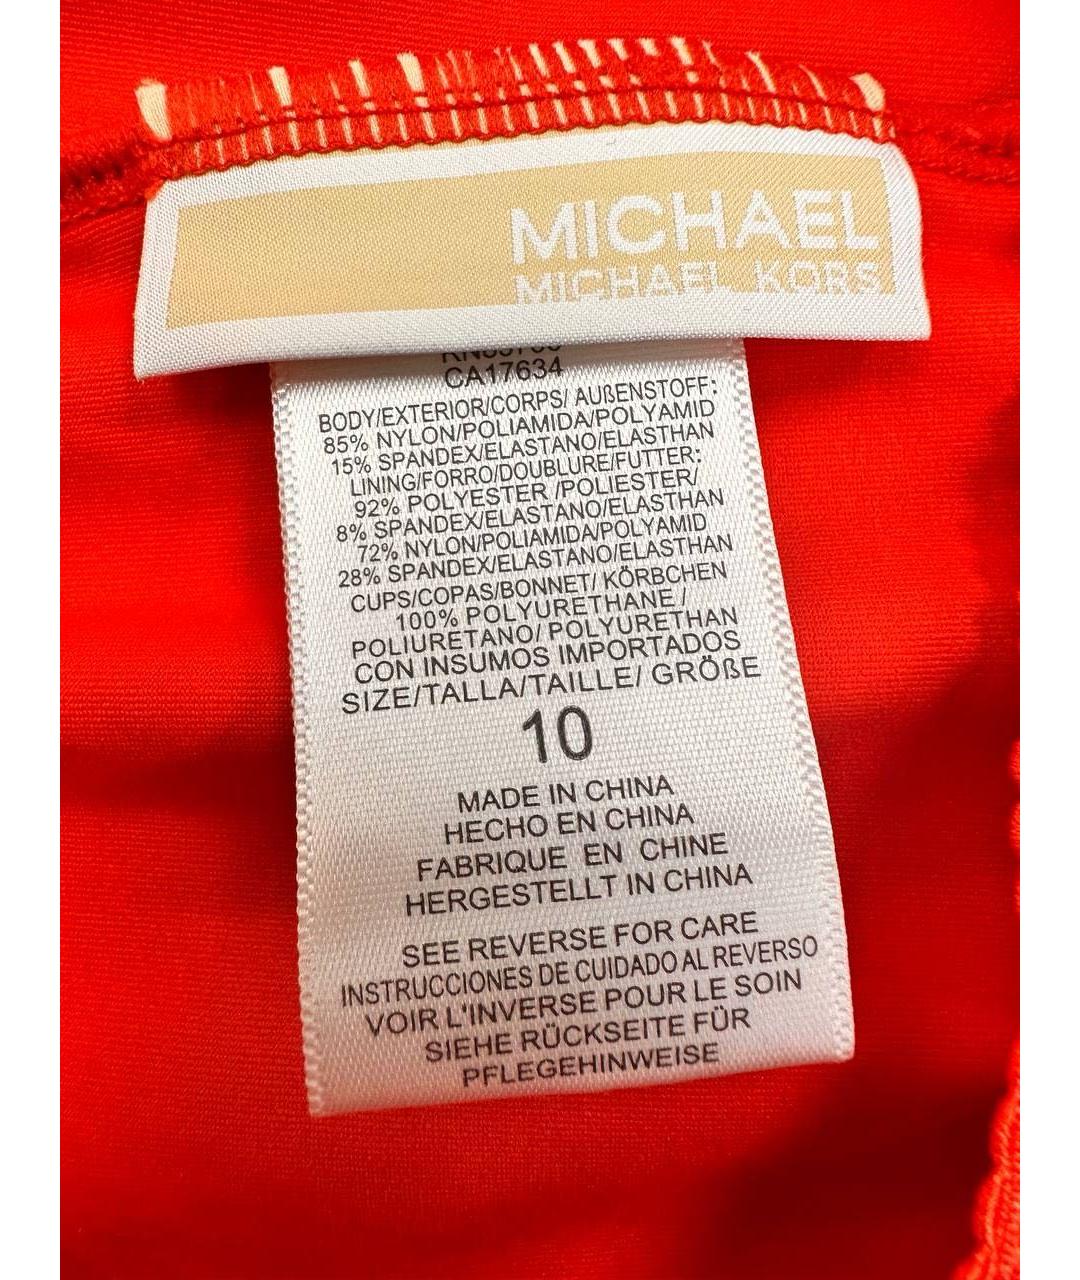 MICHAEL
MICHAEL KORS
CA17634
BODY/EXTERIOR/CORPS/ AUßENSTOFF:
85% NYLON/POLIAMIDA/POLYAMID
15% SPANDEX/ELASTANO/ELASTHAN
LINING/FORRO/DOUBLURE/FUTTER:
92% POLYESTER /POLIESTER/
8% SPANDEX/ELASTANO/ELASTHAN
72% NYLON/POLIAMIDA/POLYAMID
28% SPANDEX/ELASTANO/ELASTHAN
CUPS/COPAS/BONNET/ KÖRBCHEN
100% POLYURETHANE /
POLIURETANO/ POLYURETHAN
CON INSUMOS IMPORTADOS
SIZE/TALLA/TAILLE/ GRÖßE
10
MADE IN CHINA
HECHO EN CHINA
FABRIQUE EN CHINE
HERGESTELLT IN CHINA
SEE REVERSE FOR CARE
INSTRUCCIONES DE CUIDADO AL REVERSO
VOIR L'INVERSE POUR LE SOIN
SIEHE RÜCKSEITE FÜR
PFLEGEHINWEISE